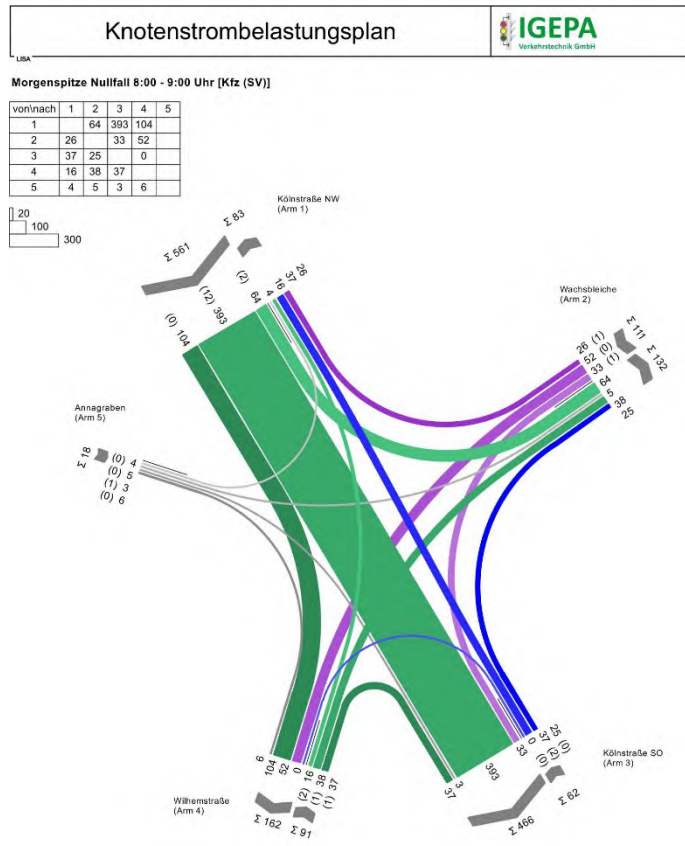 Knotenstrombelastungsplan
IGEPA
Verkehrstechnik GmbH
LISA
Morgenspitze Nullfall 8:00 - 9:00 Uhr [Kfz (SV)]
von\nach 1 2 3 4 5
1 64 393 104
2 26 33 52
3 37 25 0
4 16 38 37
5 4 5 3 6
20
100
300
Kölnstraße NW
(Arm 1)
Σ 83
Σ 561
(2) 64
(12) 393
(0) 104
4
16
37
26
Wachsbleiche
(Arm 2)
Σ 111
Σ 132
26 (1)
52 (0)
33 (1)
64
5
38
25
Annagraben
(Arm 5)
Σ 18
(0) 4
(0) 5
(1) 3
(0) 6
Kölnstraße SO
(Arm 3)
25 (0)
37 (2)
0 (0)
33
393
3
37
Σ 62
Σ 466
Wilhemstraße
(Arm 4)
6
104
52
0
(2) 16
(1) 38
(1) 37
Σ 162
Σ 91